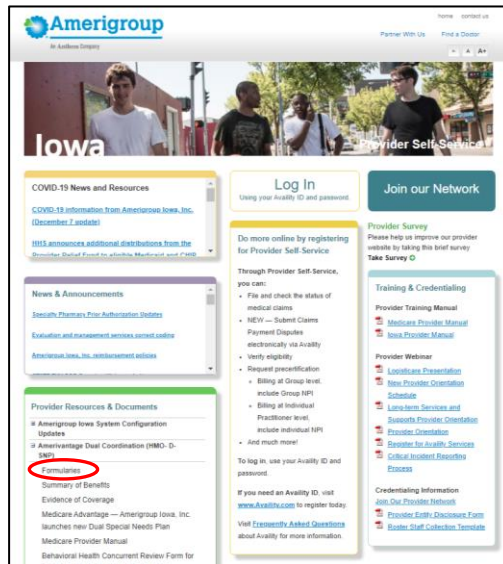 home contact us
Amerigroup
An Anthem Company
Partner With Us Find a Doctor
A A+
Iowa
Provider Self-Service
COVID-19 News and Resources
COVID-19 information from Amerigroup Iowa, Inc.
(December 7 update)
HHS announces additional distributions from the
Provider Relief Fund to eligible Medicaid and CHIP
News & Announcements
Specialty Pharmacy Prior Authorization Updates
Evaluation and management services correct coding
Amerigroup Iowa, Inc. reimbursement policies
Provider Resources & Documents
Amerigroup Iowa System Configuration
Updates
Amerivantage Dual Coordination (HMO- D-
SNP)
Formularies
Summary of Benefits
Evidence of Coverage
Medicare Advantage — Amerigroup Iowa, Inc.
launches new Dual Special Needs Plan
Medicare Provider Manual
Behavioral Health Concurrent Review Form for
Log In
Using your Availity ID and password.
Do more online by registering
for Provider Self-Service
Through Provider Self-Service,
you can:
• File and check the status of
medical claims
• NEW — Submit Claims
Payment Disputes
electronically via Availity
• Verify eligibility
• Request precertification
• Billing at Group level,
include Group NPI
• Billing at Individual
Practitioner level,
include individual NPI
• And much more!
To log in, use your Availity ID and
password.
If you need an Availity ID, visit
www.Availity.com to register today.
Visit Frequently Asked Questions
about Availity for more information.
Join our Network
Provider Survey
Please help us improve our provider
website by taking this brief survey
Take Survey
Training & Credentialing
Provider Training Manual
Medicare Provider Manual
Iowa Provider Manual
Provider Webinar
Logisticare Presentation
New Provider Orientation
Schedule
Long-term Services and
Supports Provider Orientation
Provider Orientation
Register for Availity Services
Critical Incident Reporting
Process
Credentialing Information
Join Our Provider Network
Provider Entity Disclosure Form
Roster Staff Collection Template